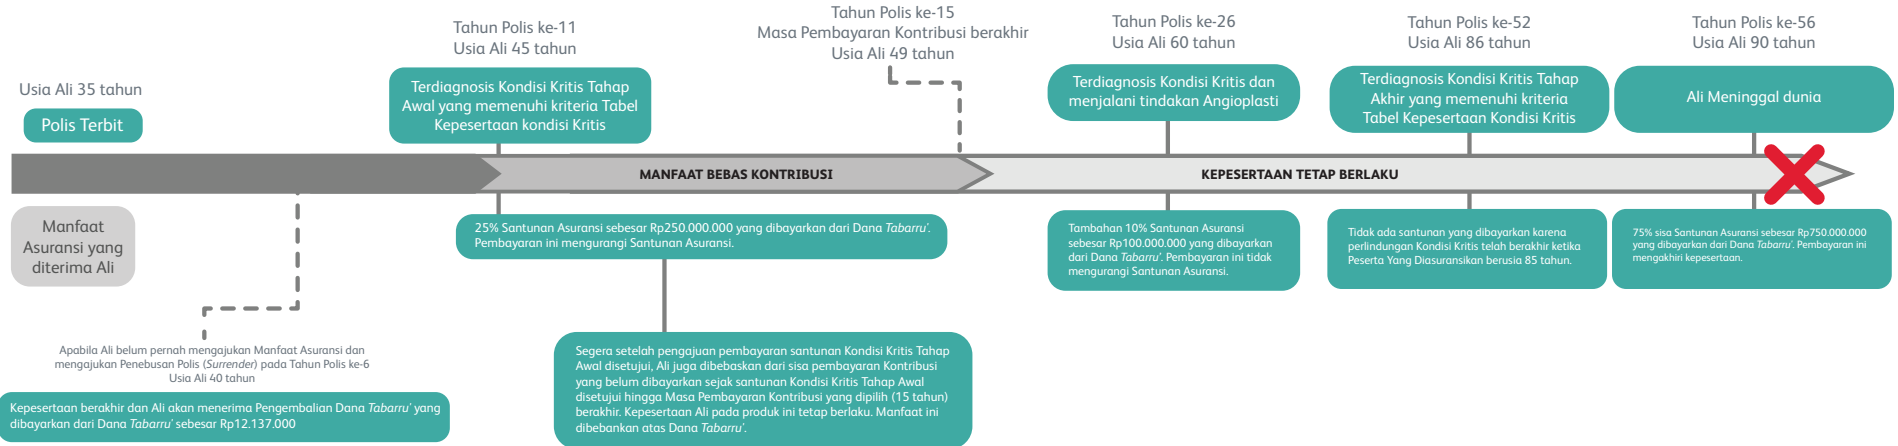 Usia Ali 35 tahun
Polis Terbit
Manfaat
Asuransi yang
diterima Ali
Apabila Ali belum pernah mengajukan Manfaat Asuransi dan
mengajukan Penebusan Polis (Surrender) pada Tahun Polis ke-6
Usia Ali 40 tahun
Kepesertaan berakhir dan Ali akan menerima Pengembalian Dana Tabarru’ yang
dibayarkan dari Dana Tabarru’ sebesar Rp12.137.000
Tahun Polis ke-11
Usia Ali 45 tahun
Terdiagnosis Kondisi Kritis Tahap
Awal yang memenuhi kriteria Tabel
Kepesertaan kondisi Kritis
MANFAAT BEBAS KONTRIBUSI
25% Santunan Asuransi sebesar Rp250.000.000 yang dibayarkan dari Dana Tabarru’.
Pembayaran ini mengurangi Santunan Asuransi.
Segera setelah pengajuan pembayaran santunan Kondisi Kritis Tahap
Awal disetujui, Ali juga dibebaskan dari sisa pembayaran Kontribusi
yang belum dibayarkan sejak santunan Kondisi Kritis Tahap Awal
disetujui hingga Masa Pembayaran Kontribusi yang dipilih (15 tahun)
berakhir. Kepesertaan Ali pada produk ini tetap berlaku. Manfaat ini
dibebankan atas Dana Tabarru’.
Tahun Polis ke-15
Masa Pembayaran Kontribusi berakhir
Usia Ali 49 tahun
KEPESERTAAN TETAP BERLAKU
Tahun Polis ke-26
Usia Ali 60 tahun
Terdiagnosis Kondisi Kritis dan
menjalani tindakan Angioplasti
Tambahan 10% Santunan Asuransi
sebesar Rp100.000.000 yang dibayarkan
dari Dana Tabarru’. Pembayaran ini tidak
mengurangi Santunan Asuransi.
Tahun Polis ke-52
Usia Ali 86 tahun
Terdiagnosis Kondisi Kritis Tahap
Akhir yang memenuhi kriteria
Tabel Kepesertaan Kondisi Kritis
Tidak ada santunan yang dibayarkan karena
perlindungan Kondisi Kritis telah berakhir ketika
Peserta Yang Diasuransikan berusia 85 tahun.
Tahun Polis ke-56
Usia Ali 90 tahun
Ali Meninggal dunia
75% sisa Santunan Asuransi sebesar Rp750.000.000
yang dibayarkan dari Dana Tabarru’. Pembayaran ini
mengakhiri kepesertaan.